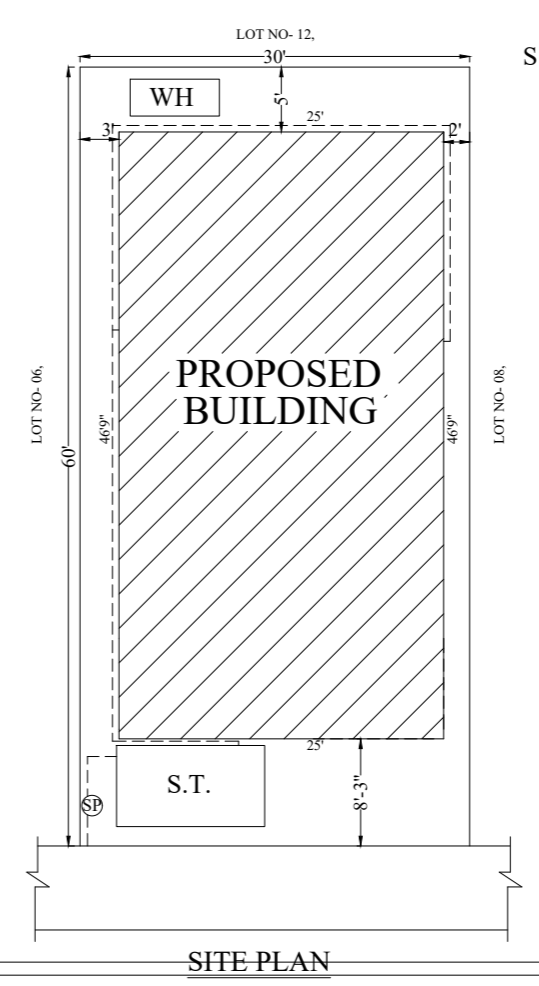 LOT NO- 12,
S
30'
WH
5'
25'
3'
2'
PROPOSED
BUILDING
LOT NO- 06,
60'
46'9"
46'9"
LOT NO- 08,
25'
S.T.
SP
8'-3"
SITE PLAN